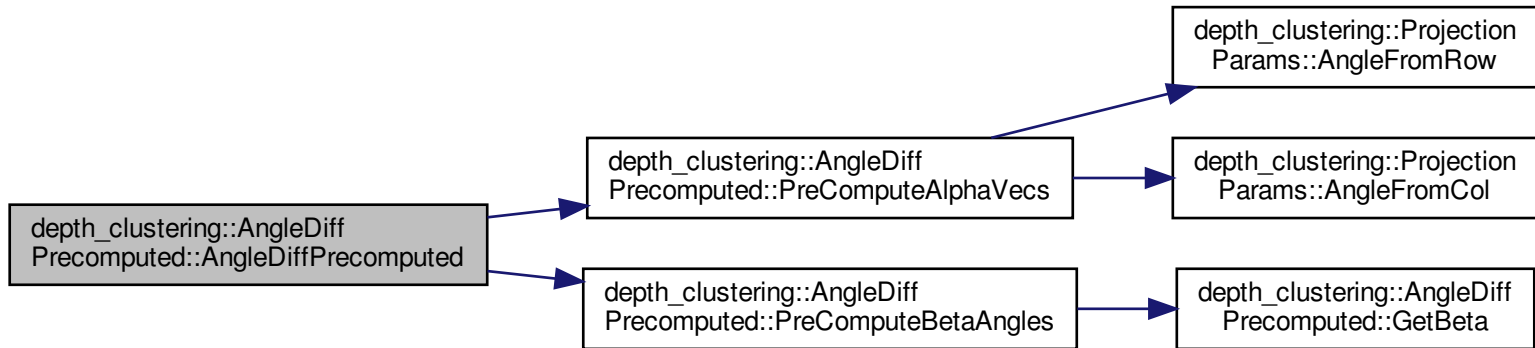 depth_clustering::AngleDiff
Precomputed::AngleDiffPrecomputed
depth_clustering::AngleDiff
Precomputed::PreComputeAlphaVecs
depth_clustering::Projection
Params::AngleFromRow
depth_clustering::Projection
Params::AngleFromCol
depth_clustering::AngleDiff
Precomputed::PreComputeBetaAngles
depth_clustering::AngleDiff
Precomputed::GetBeta